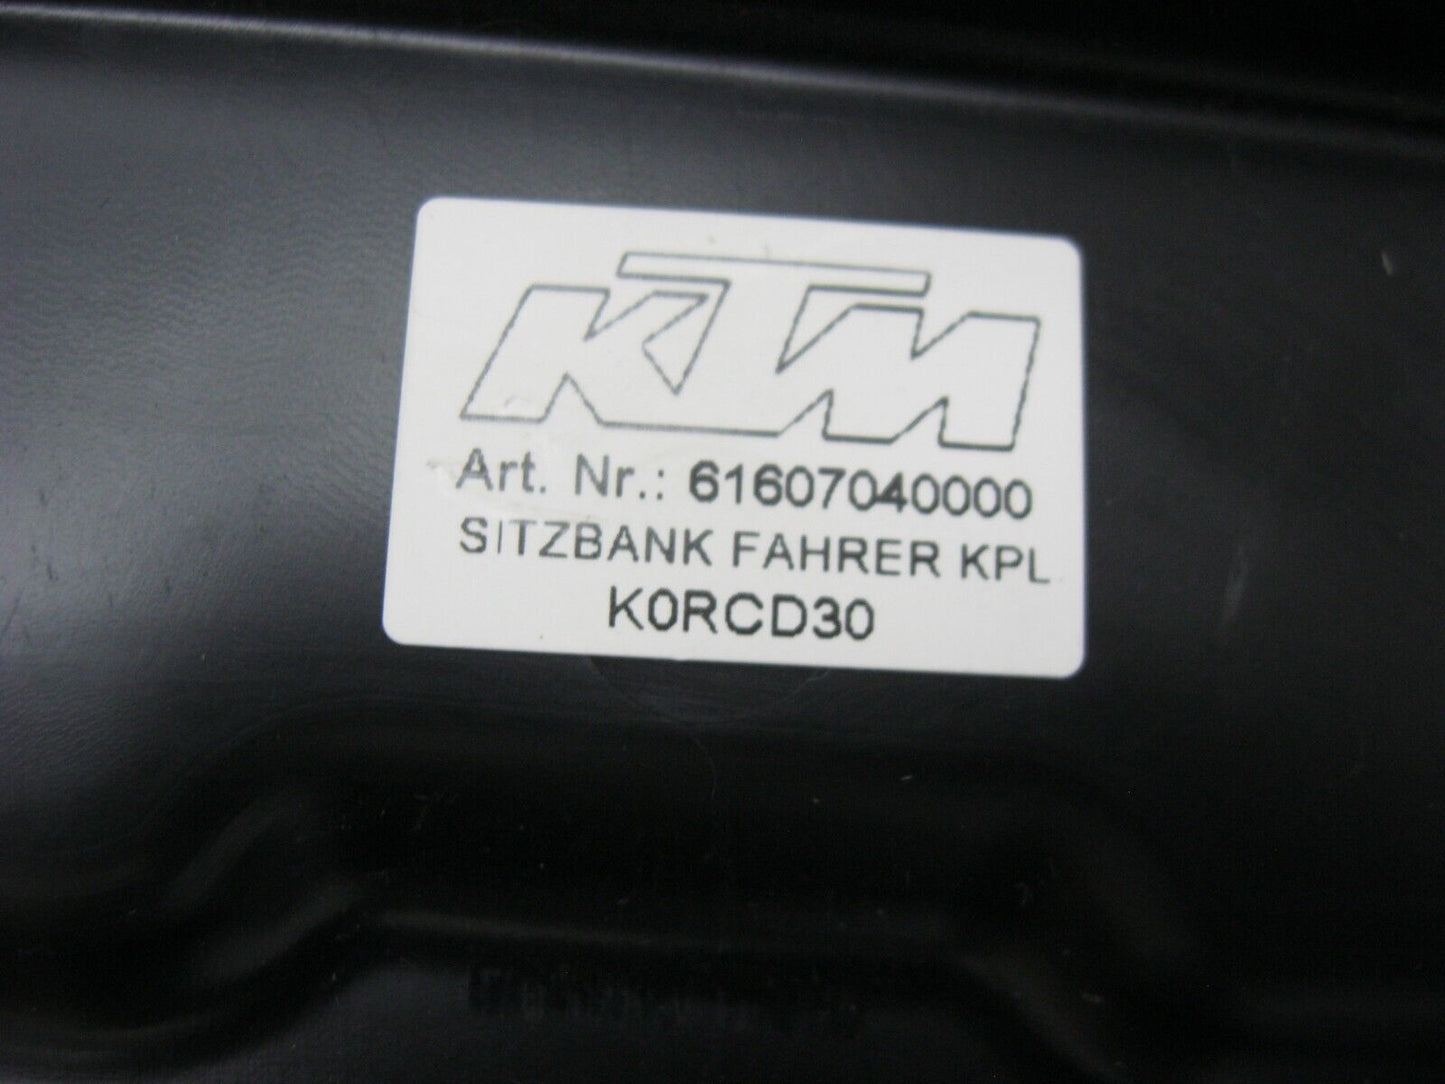 KTM
Art. Nr.: 61607040000
SITZBANK FAHRER KPL
K0RCD30